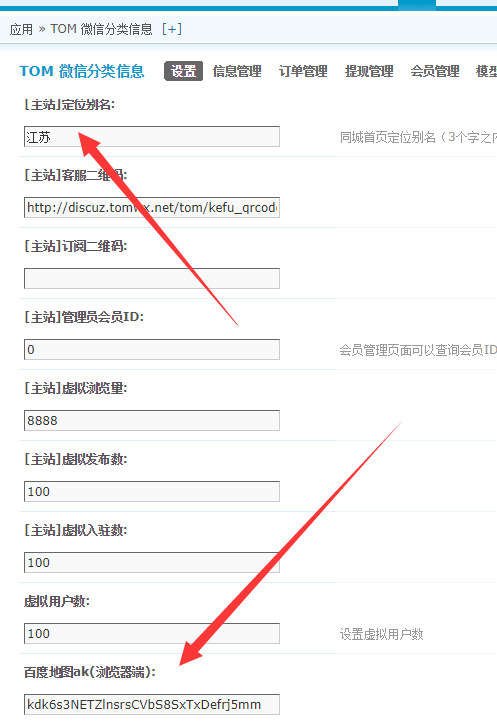 应用 » TOM 微信分类信息 [+]
TOM 微信分类信息 设置 信息管理 订单管理 提现管理 会员管理 模型
[主站]定位别名:
江苏 同城首页定位别名（3个字之内
[主站]客服二维码:
http://discuz.tomwx.net/tom/kefu_qrcode
[主站]订阅二维码:
[主站]管理员会员ID:
0 会员管理页面可以查询会员ID
[主站]虚拟浏览量:
8888
[主站]虚拟发布数:
100
[主站]虚拟入驻数:
100
虚拟用户数:
100 设置虚拟用户数
百度地图ak(浏览器端):
kdk6s3NETZlnsrsCVbS8SxTxDefrj5mm